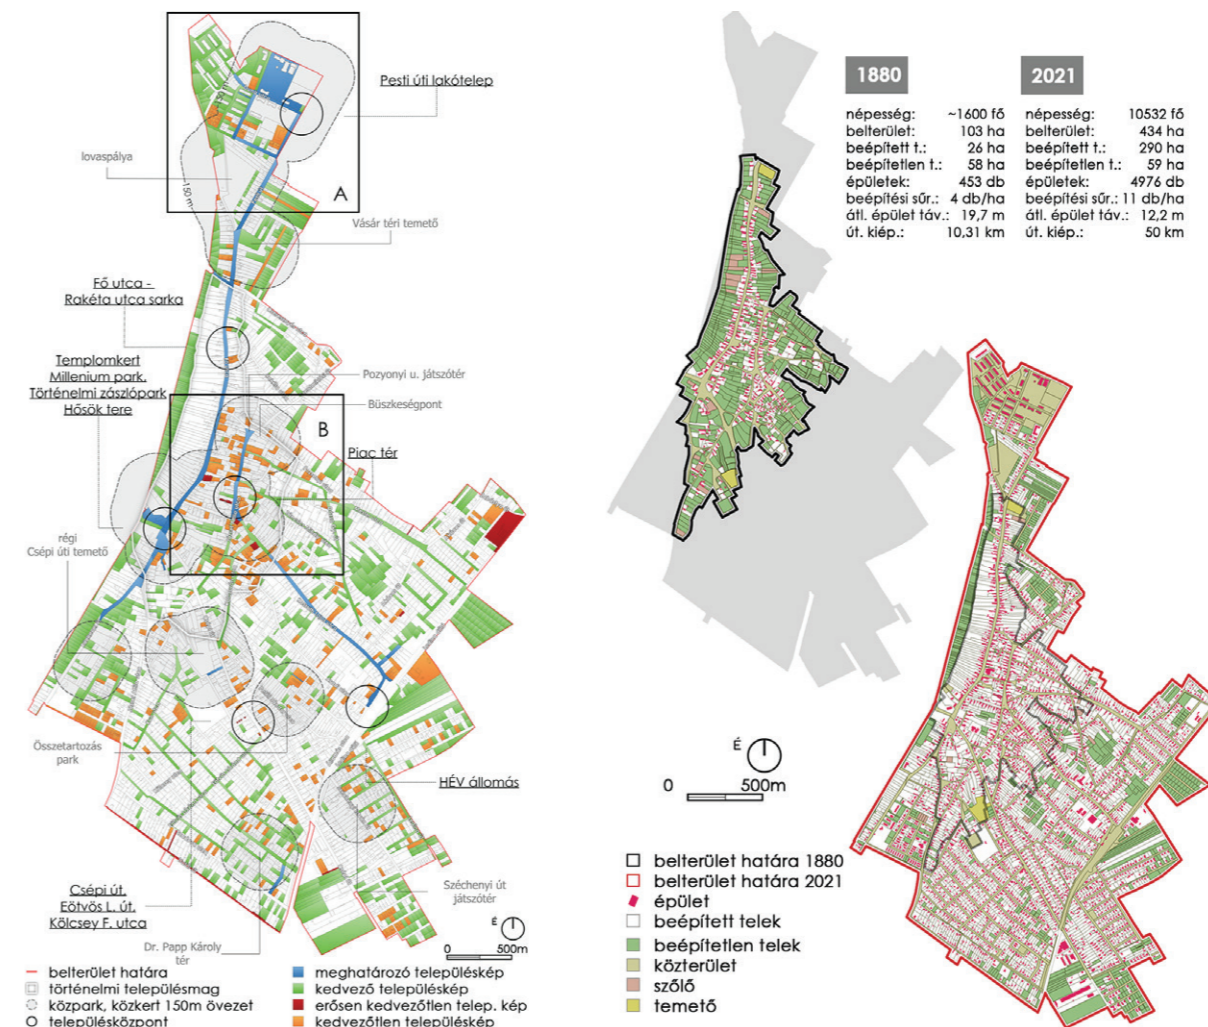 Pesti úti lakótelep
lovaspálya
150 m
A
Vásár téri temető
Fő utca -
Rakéta utca sarka
Templomkert
Millenium park,
Történelmi zászlópark
Hősök tere
Pozyonyi u. játszótér
Büszkeségpont
B
Piac tér
régi
Csépi úti temető
Összetartozás
park
HÉV állomás
Csépi út,
Eötvös L. út,
Kölcsey F. utca
Dr. Papp Károly
tér
Széchenyi út
játszótér
É
0 500m
belterület határa
történelmi településmag
közpark, közkert 150m övezet
településközpont
meghatározó településkép
kedvező településkép
erősen kedvezőtlen telep. kép
kedvezőtlen településkép
1880
népesség: ~1600 fő
belterület: 103 ha
beépített t.: 26 ha
beépítetlen t.: 58 ha
épületek: 453 db
beépítési sűr.: 4 db/ha
átl. épület táv.: 19,7 m
út. kiép.: 10,31 km
2021
népesség: 10532 fő
belterület: 434 ha
beépített t.: 290 ha
beépítetlen t.: 59 ha
épületek: 4976 db
beépítési sűr.: 11 db/ha
átl. épület táv.: 12,2 m
út. kiép.: 50 km
É
0 500m
belterület határa 1880
belterület határa 2021
épület
beépített telek
beépítetlen telek
közterület
szőlő
temető